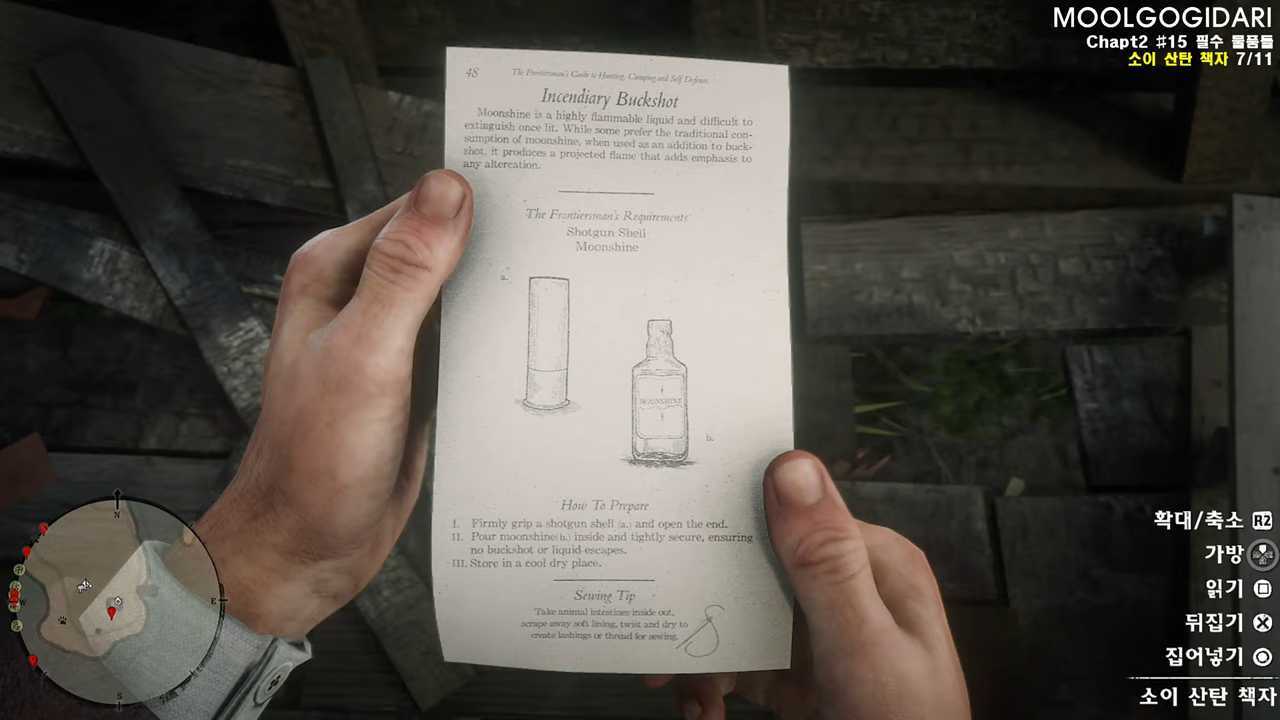 MOOLGOGIDARI
Chapt2 #15 필수 물품들
소이 산탄 책자 7/11
48
The Frontiersman's Guide to Hunting, Camping and Self Defense.
Incendiary Buckshot
Moonshine is a highly flammable liquid and difficult to
extinguish once lit. While some prefer the traditional con-
sumption of moonshine, when used as an addition to buck-
shot, it produces a projected flame that adds emphasis to
any altercation.
The Frontiersman's Requirements
Shotgun Shell
Moonshine
a.
MOONSHINE
b.
How To Prepare
I. Firmly grip a shotgun shell (a.) and open the end.
II. Pour moonshine(b.) inside and tightly secure, ensuring
no buckshot or liquid escapes.
III. Store in a cool dry place.
Sewing Tip
Take animal intestines inside out,
scrape away soft lining, twist and dry to
create lashings or thread for sewing.
N
E
S
확대/축소 R2
가방
읽기
뒤집기
집어넣기
소이 산탄 책자